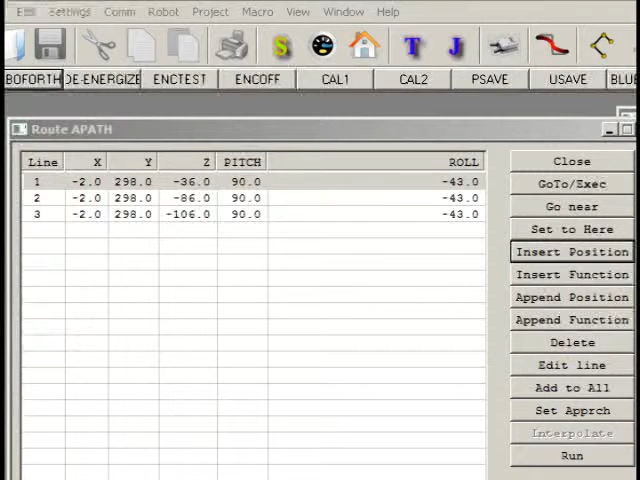 Settings Comm Robot Project Macro View Window Help
S T J
BOFORTH DE-ENERGIZE ENCTEST ENCOFF CAL1 CAL2 PSAVE USAVE BLU
Route APATH
Line X Y Z PITCH ROLL
1 -2.0 298.0 -36.0 90.0 -43.0
2 -2.0 298.0 -86.0 90.0 -43.0
3 -2.0 298.0 -106.0 90.0 -43.0
Close
GoTo/Exec
Go near
Set to Here
Insert Position
Insert Function
Append Position
Append Function
Delete
Edit line
Add to All
Set Apprch
Interpolate
Run